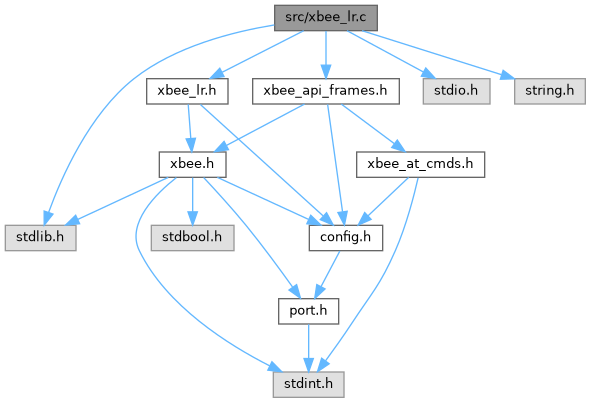 src/xbee_lr.c
xbee_lr.h
xbee_api_frames.h
stdio.h
string.h
xbee.h
xbee_at_cmds.h
stdlib.h
stdbool.h
config.h
port.h
stdint.h